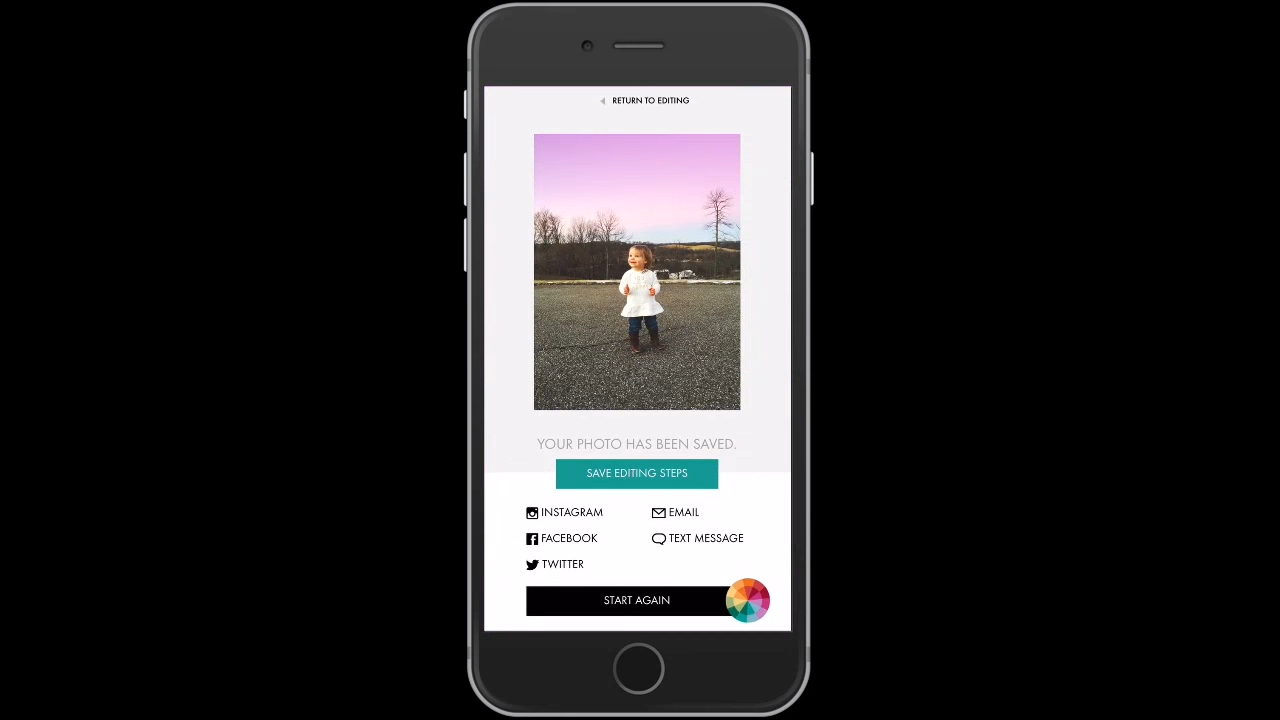 RETURN TO EDITING
YOUR PHOTO HAS BEEN SAVED.
SAVE EDITING STEPS
INSTAGRAM
EMAIL
FACEBOOK
TEXT MESSAGE
TWITTER
START AGAIN